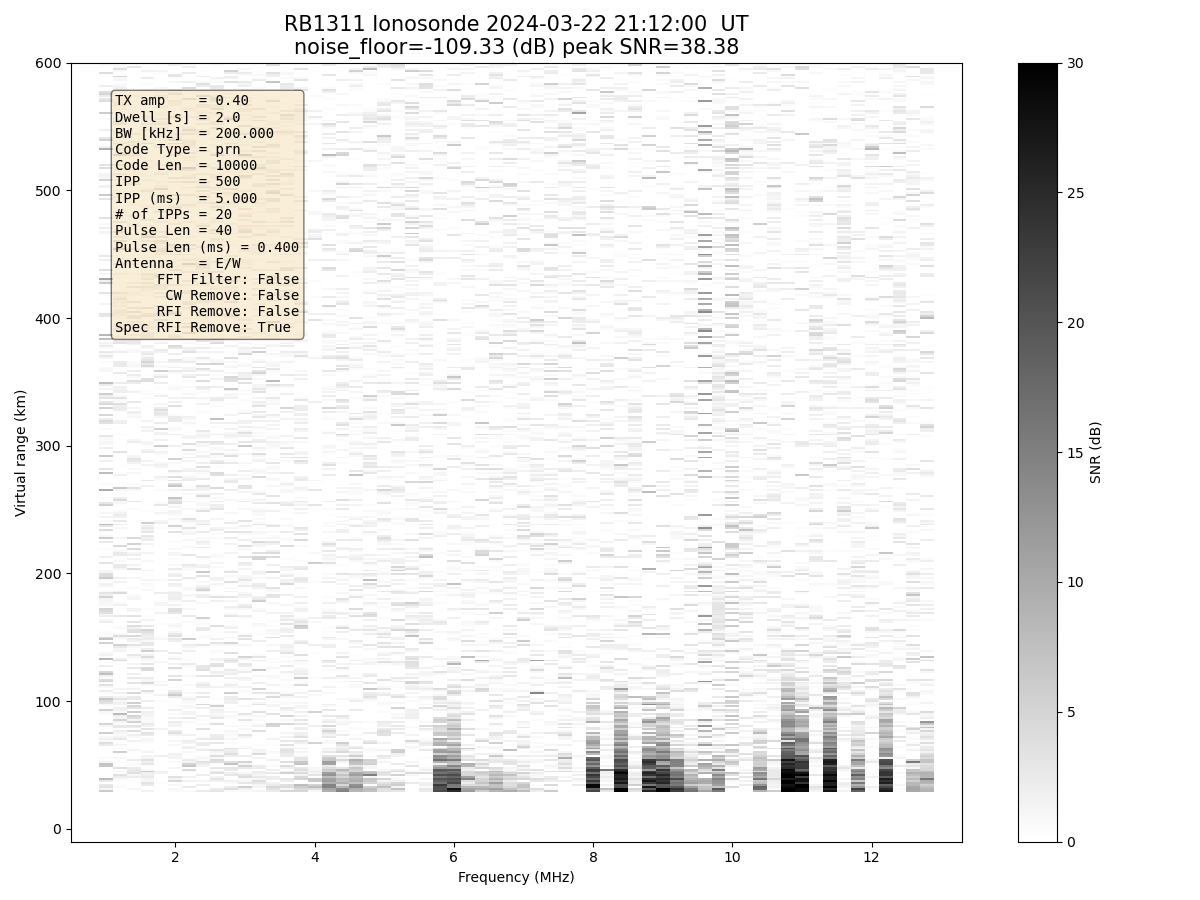 RB1311 Ionosonde 2024-03-22 21:12:00  UT
noise_floor=-109.33 (dB) peak SNR=38.38
TX amp    = 0.40
Dwell [s] = 2.0
BW [kHz]  = 200.000
Code Type = prn
Code Len  = 10000
IPP       = 500
IPP (ms)  = 5.000
# of IPPs = 20
Pulse Len = 40
Pulse Len (ms) = 0.400
Antenna   = E/W
FFT Filter: False
CW Remove: False
RFI Remove: False
Spec RFI Remove: True
600
500
400
300
200
100
0
Virtual range (km)
2
4
6
8
10
12
Frequency (MHz)
30
25
20
15
10
5
0
SNR (dB)